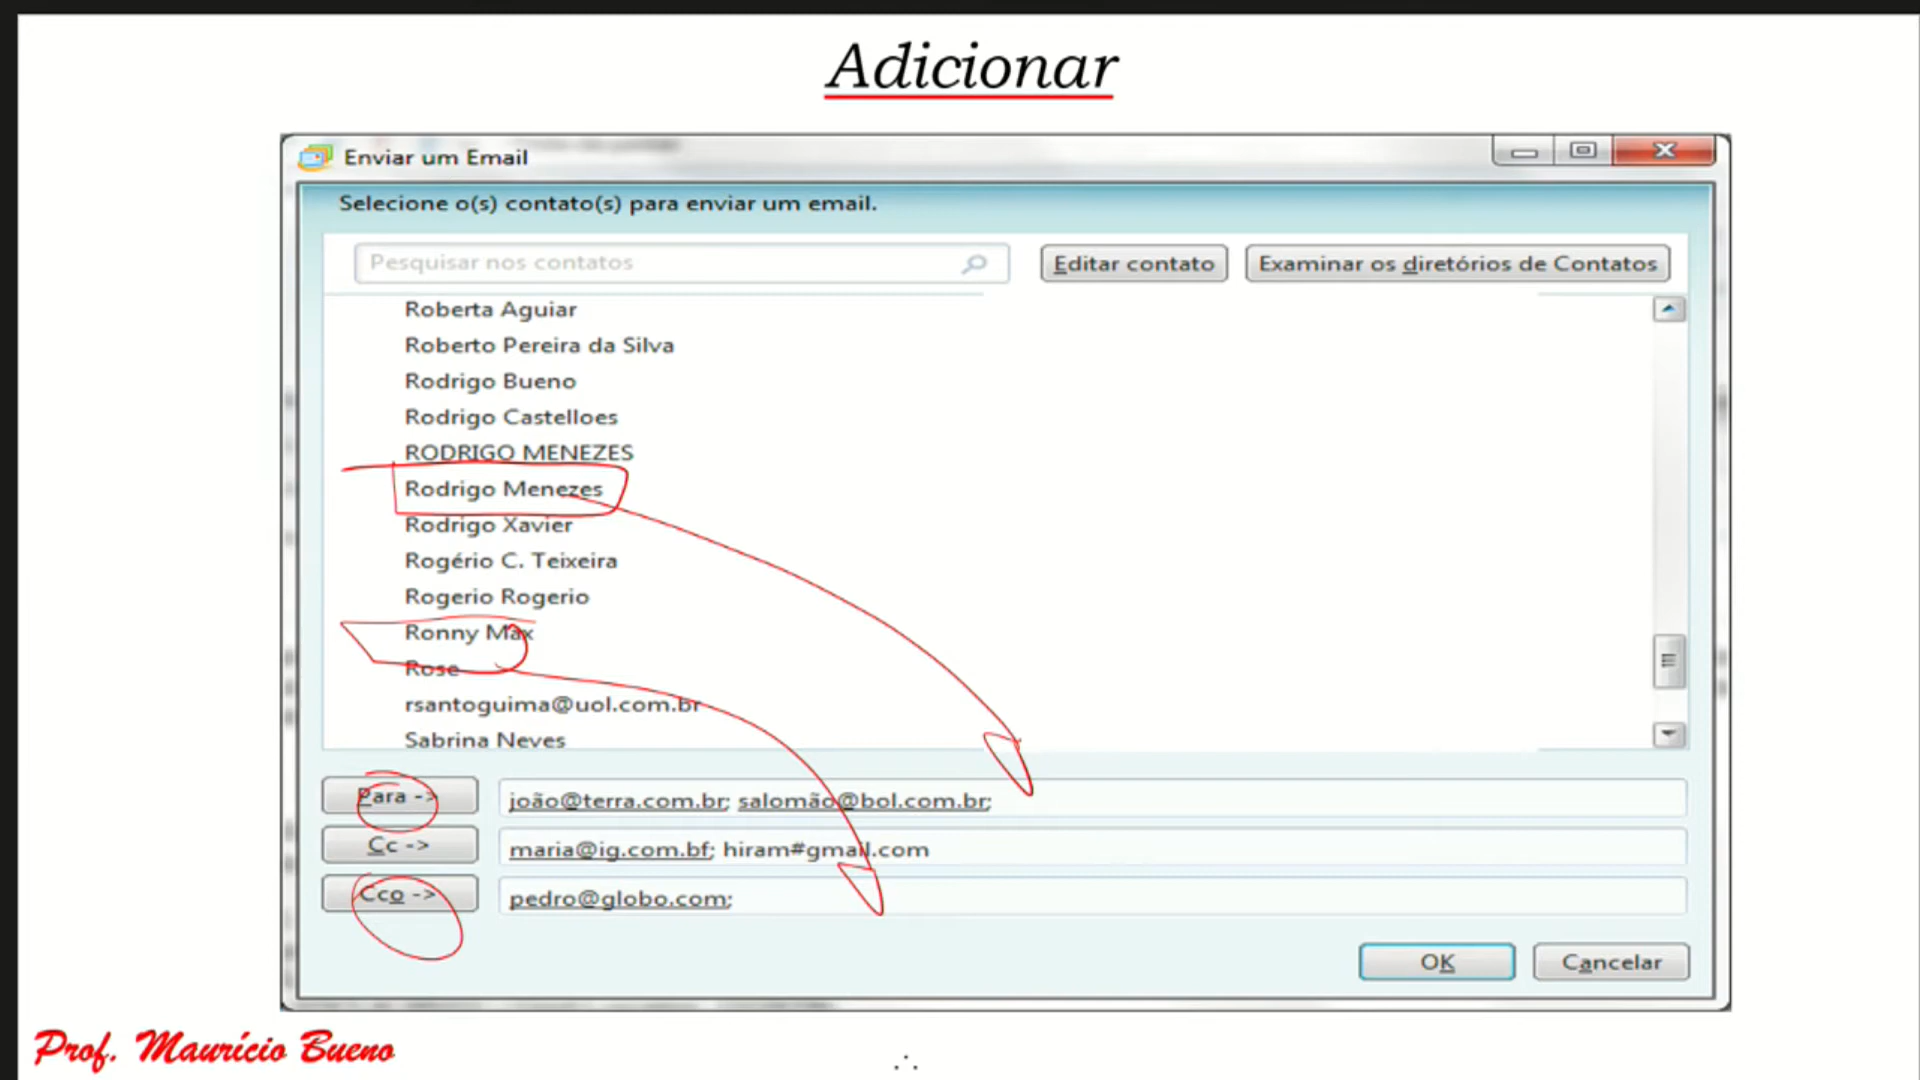 Adicionar
Enviar um Email
Selecione o(s) contato(s) para enviar um email.
Pesquisar nos contatos
Editar contato
Examinar os diretórios de Contatos
Roberta Aguiar
Roberto Pereira da Silva
Rodrigo Bueno
Rodrigo Castelloes
RODRIGO MENEZES
Rodrigo Menezes
Rodrigo Xavier
Rogério C. Teixeira
Rogerio Rogerio
Ronny Max
Rose
rsantoguima@uol.com.br
Sabrina Neves
Para -> joão@terra.com.br; salomão@bol.com.br;
Cc -> maria@ig.com.bf; hiram#gmail.com
Cco -> pedro@globo.com;
OK Cancelar
Prof. Maurício Bueno